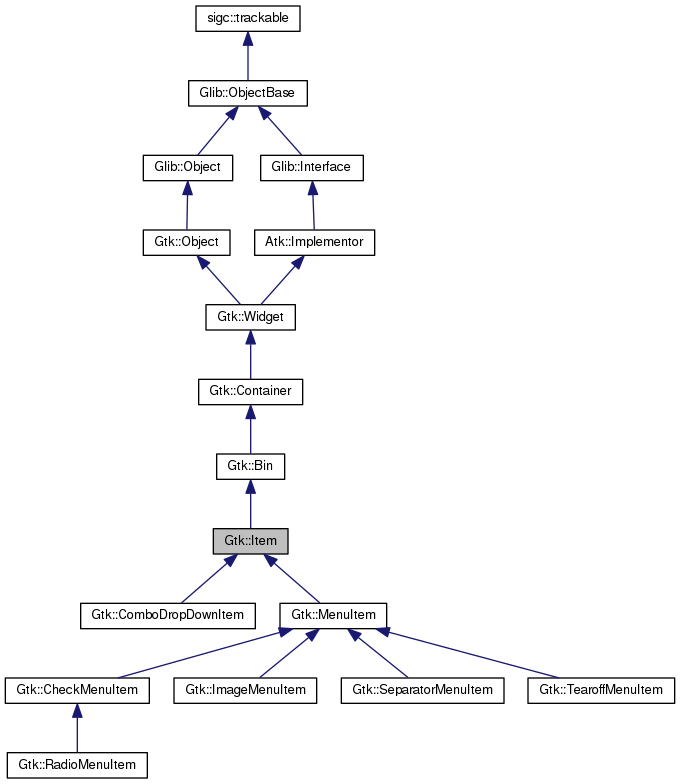 sigc::trackable
Glib::ObjectBase
Glib::Object
Glib::Interface
Gtk::Object
Atk::Implementor
Gtk::Widget
Gtk::Container
Gtk::Bin
Gtk::Item
Gtk::ComboDropDownItem
Gtk::MenuItem
Gtk::CheckMenuItem
Gtk::ImageMenuItem
Gtk::SeparatorMenuItem
Gtk::TearoffMenuItem
Gtk::RadioMenuItem